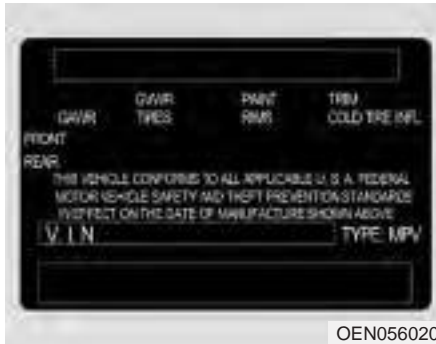 GVWR PAINT TRIM
GAWR TIRES RIMS COLD TIRE INFL.
FRONT
REAR
THIS VEHICLE CONFORMS TO ALL APPLICABLE U. S. A. FEDERAL
MOTOR VEHICLE SAFETY AND THEFT PREVENTION STANDARDS
IN EFFECT ON THE DATE OF MANUFACTURE SHOWN ABOVE
V. I. N TYPE: MPV
OEN056020